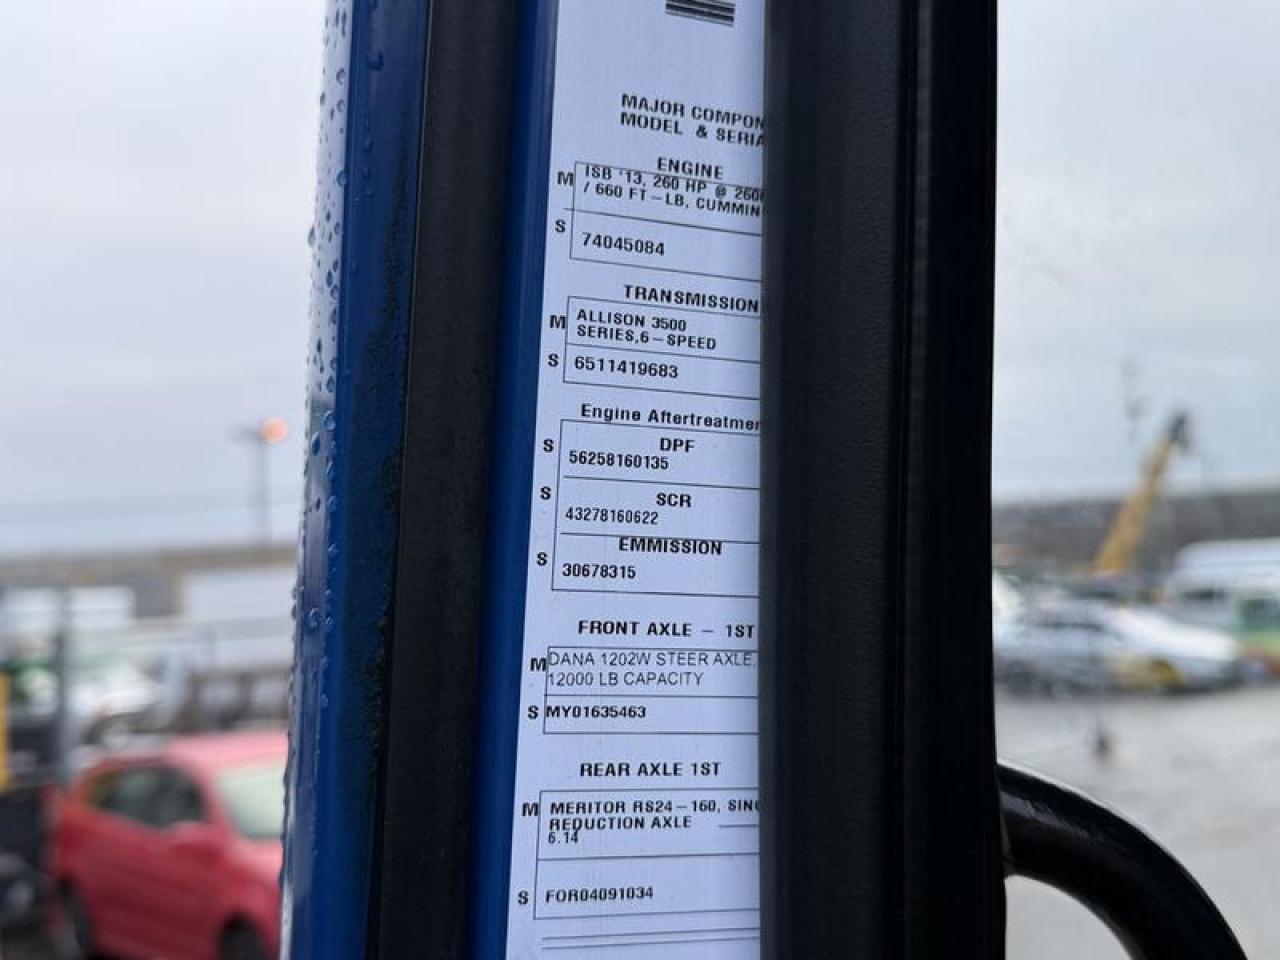 MAJOR COMPON
MODEL & SERIA
ENGINE
M ISB '13, 260 HP @ 260
/ 660 FT-LB, CUMMIN
S 74045084
TRANSMISSION
M ALLISON 3500
SERIES,6-SPEED
S 6511419683
Engine Aftertreatmen
DPF
S 56258160135
SCR
S 43278160622
EMMISSION
S 30678315
FRONT AXLE - 1ST
M DANA 1202W STEER AXLE,
12000 LB CAPACITY
S MY01635463
REAR AXLE 1ST
M MERITOR RS24-160, SING
REDUCTION AXLE
6.14
S FOR04091034